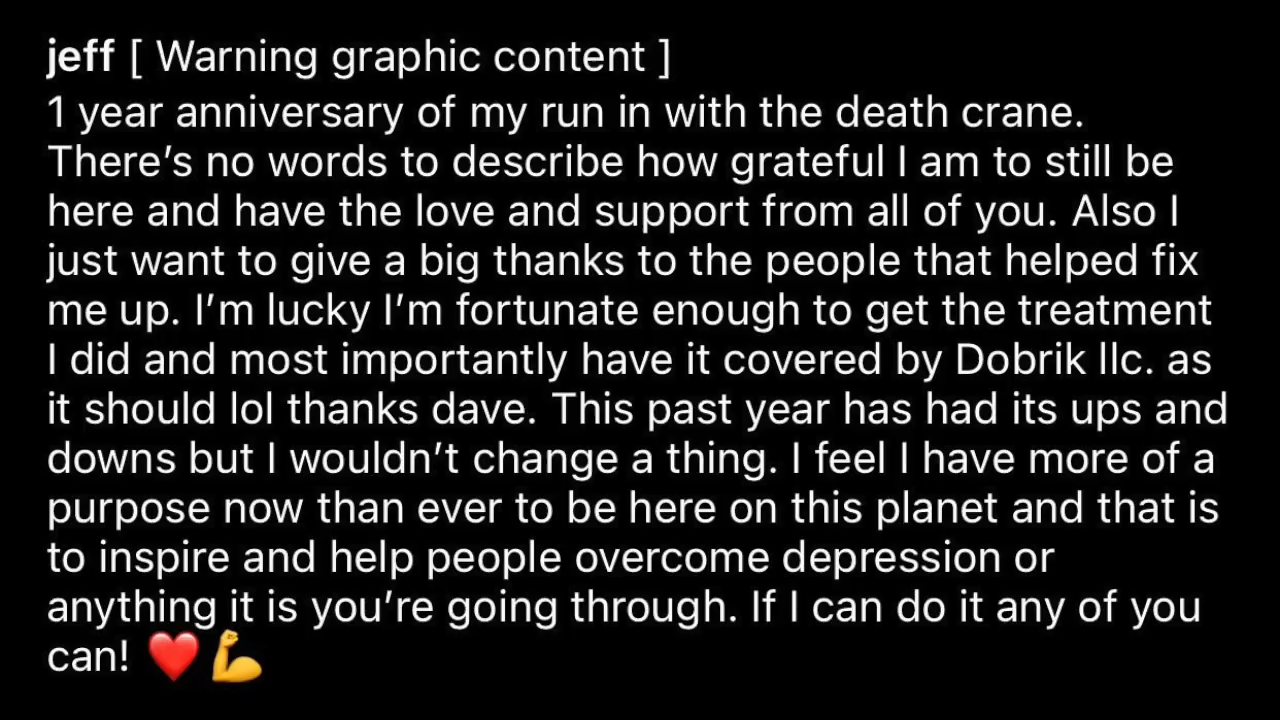 jeff [ Warning graphic content ]
1 year anniversary of my run in with the death crane.
There’s no words to describe how grateful I am to still be
here and have the love and support from all of you. Also I
just want to give a big thanks to the people that helped fix
me up. I’m lucky I’m fortunate enough to get the treatment
I did and most importantly have it covered by Dobrik llc. as
it should lol thanks dave. This past year has had its ups and
downs but I wouldn’t change a thing. I feel I have more of a
purpose now than ever to be here on this planet and that is
to inspire and help people overcome depression or
anything it is you’re going through. If I can do it any of you
can! ❤️💪